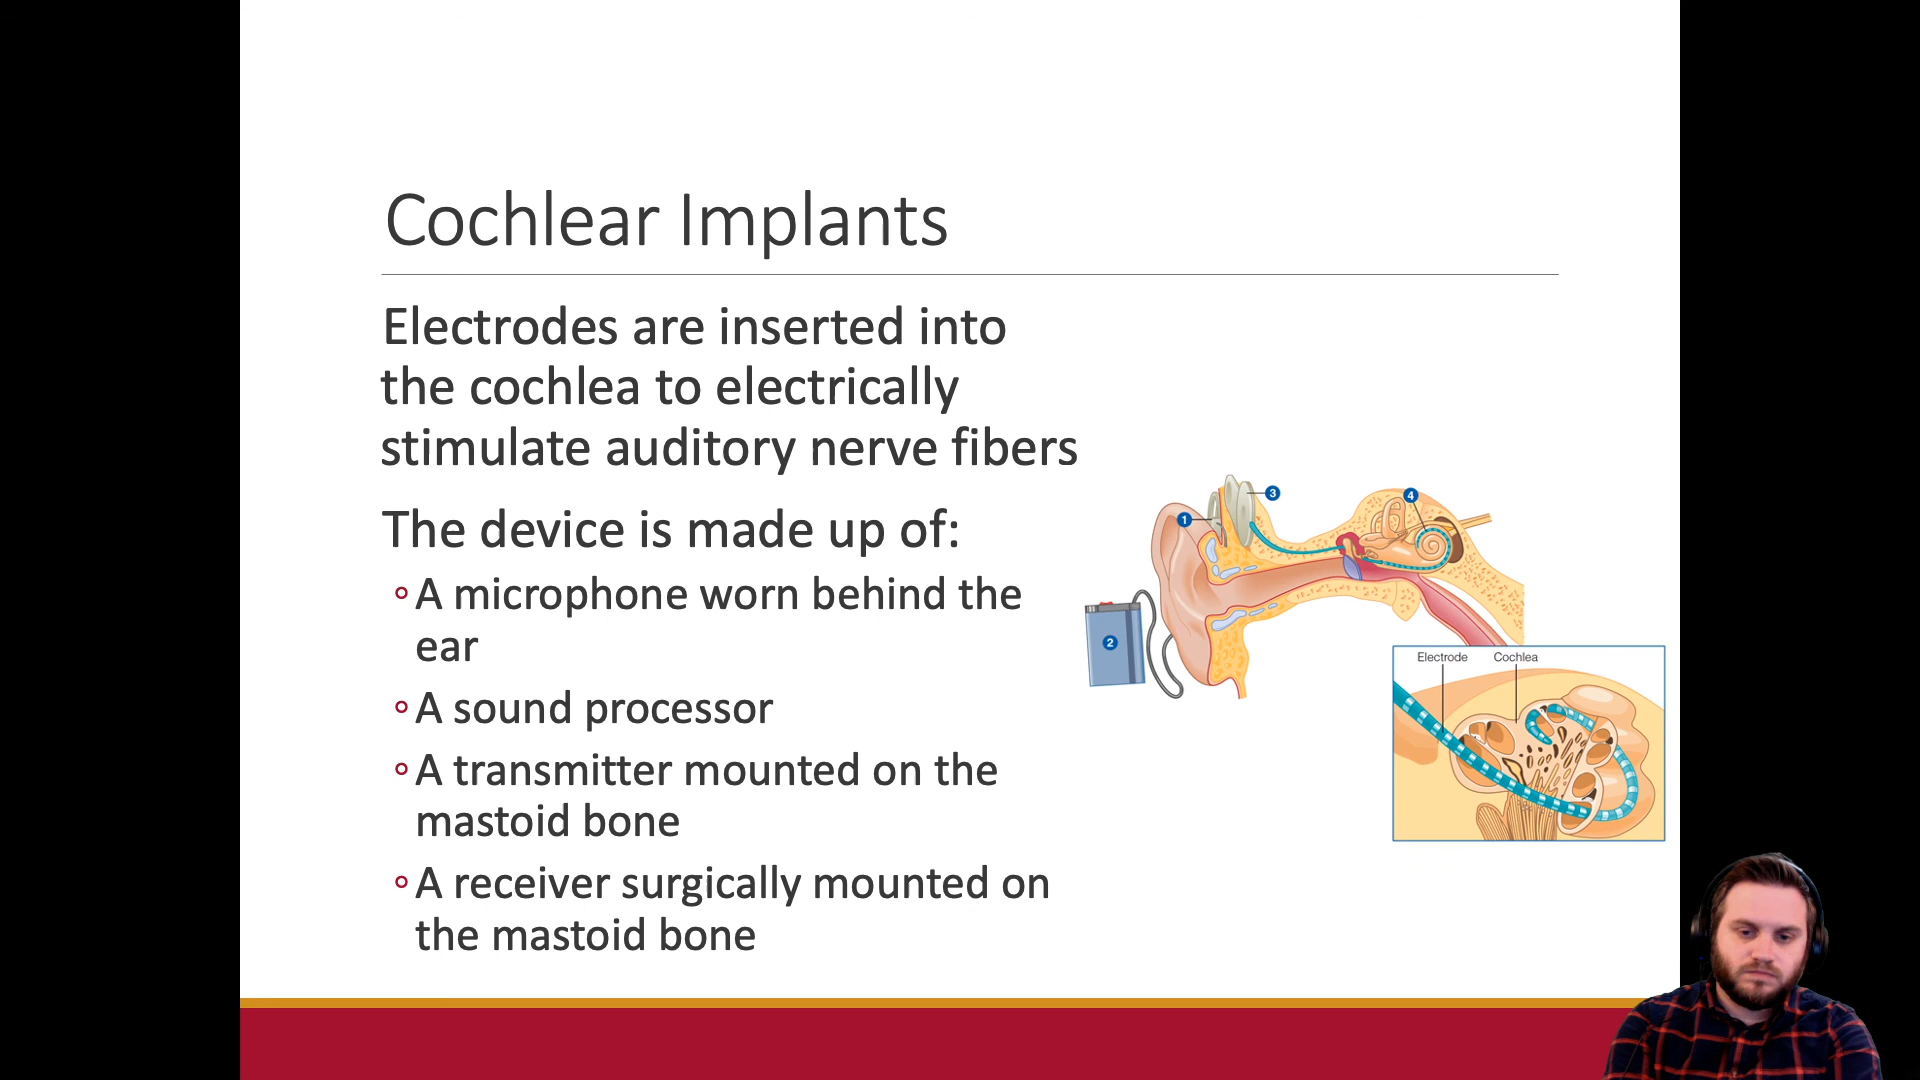 Cochlear Implants
Electrodes are inserted into
the cochlea to electrically
stimulate auditory nerve fibers
The device is made up of:
◦A microphone worn behind the
ear
◦A sound processor
◦A transmitter mounted on the
mastoid bone
◦A receiver surgically mounted on
the mastoid bone
1
2
3
4
Electrode Cochlea